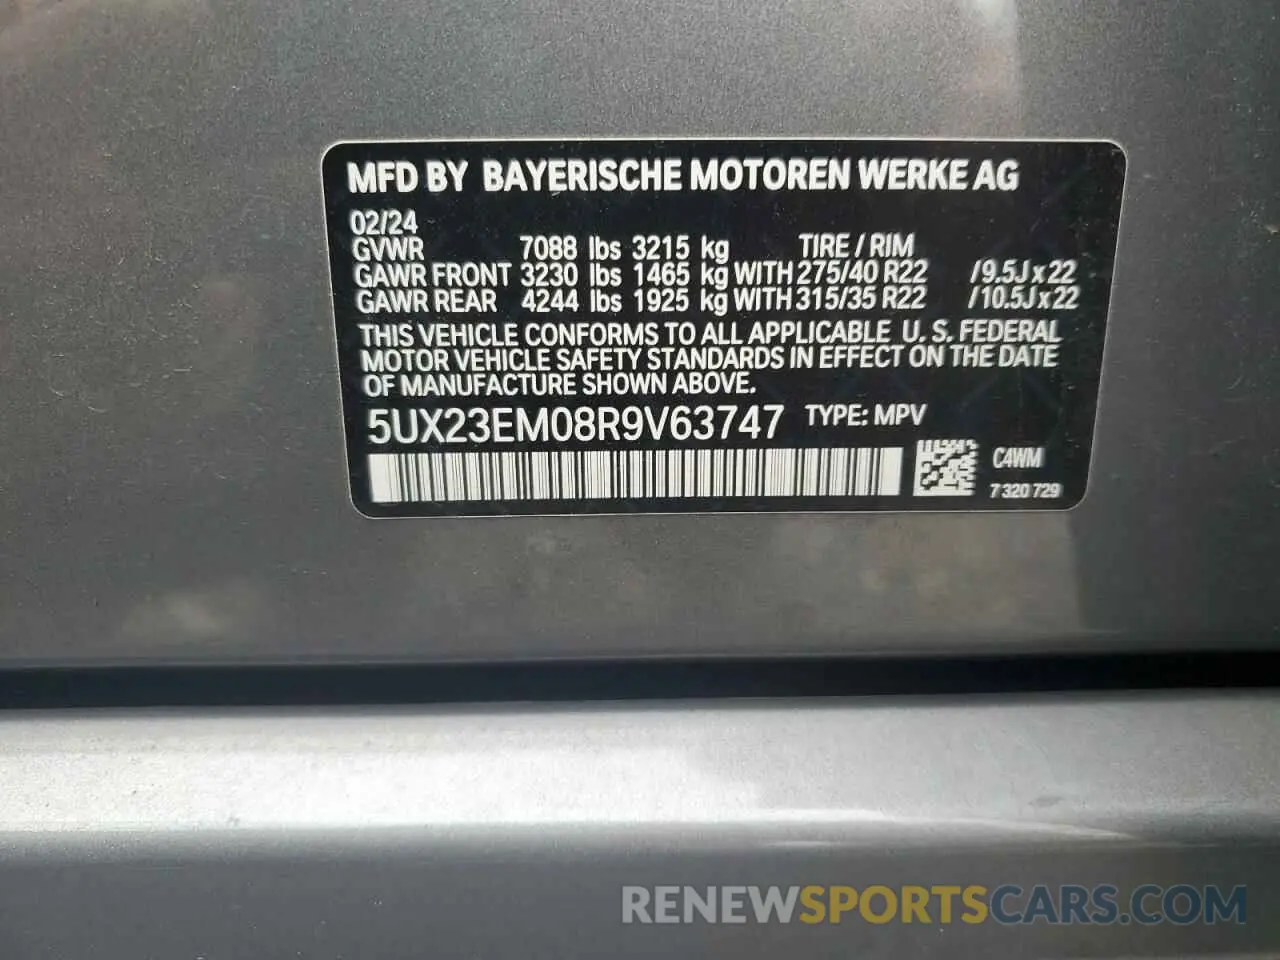 MFD BY BAYERISCHE MOTOREN WERKE AG
02/24
GVWR 7088 lbs 3215 kg TIRE / RIM
GAWR FRONT 3230 lbs 1465 kg WITH 275/40 R22 /9.5J x 22
GAWR REAR 4244 lbs 1925 kg WITH 315/35 R22 /10.5J x 22
THIS VEHICLE CONFORMS TO ALL APPLICABLE U. S. FEDERAL
MOTOR VEHICLE SAFETY STANDARDS IN EFFECT ON THE DATE
OF MANUFACTURE SHOWN ABOVE.
5UX23EM08R9V63747 TYPE: MPV
C4WM
7 320 729
RENEWSPORTSCARS.COM